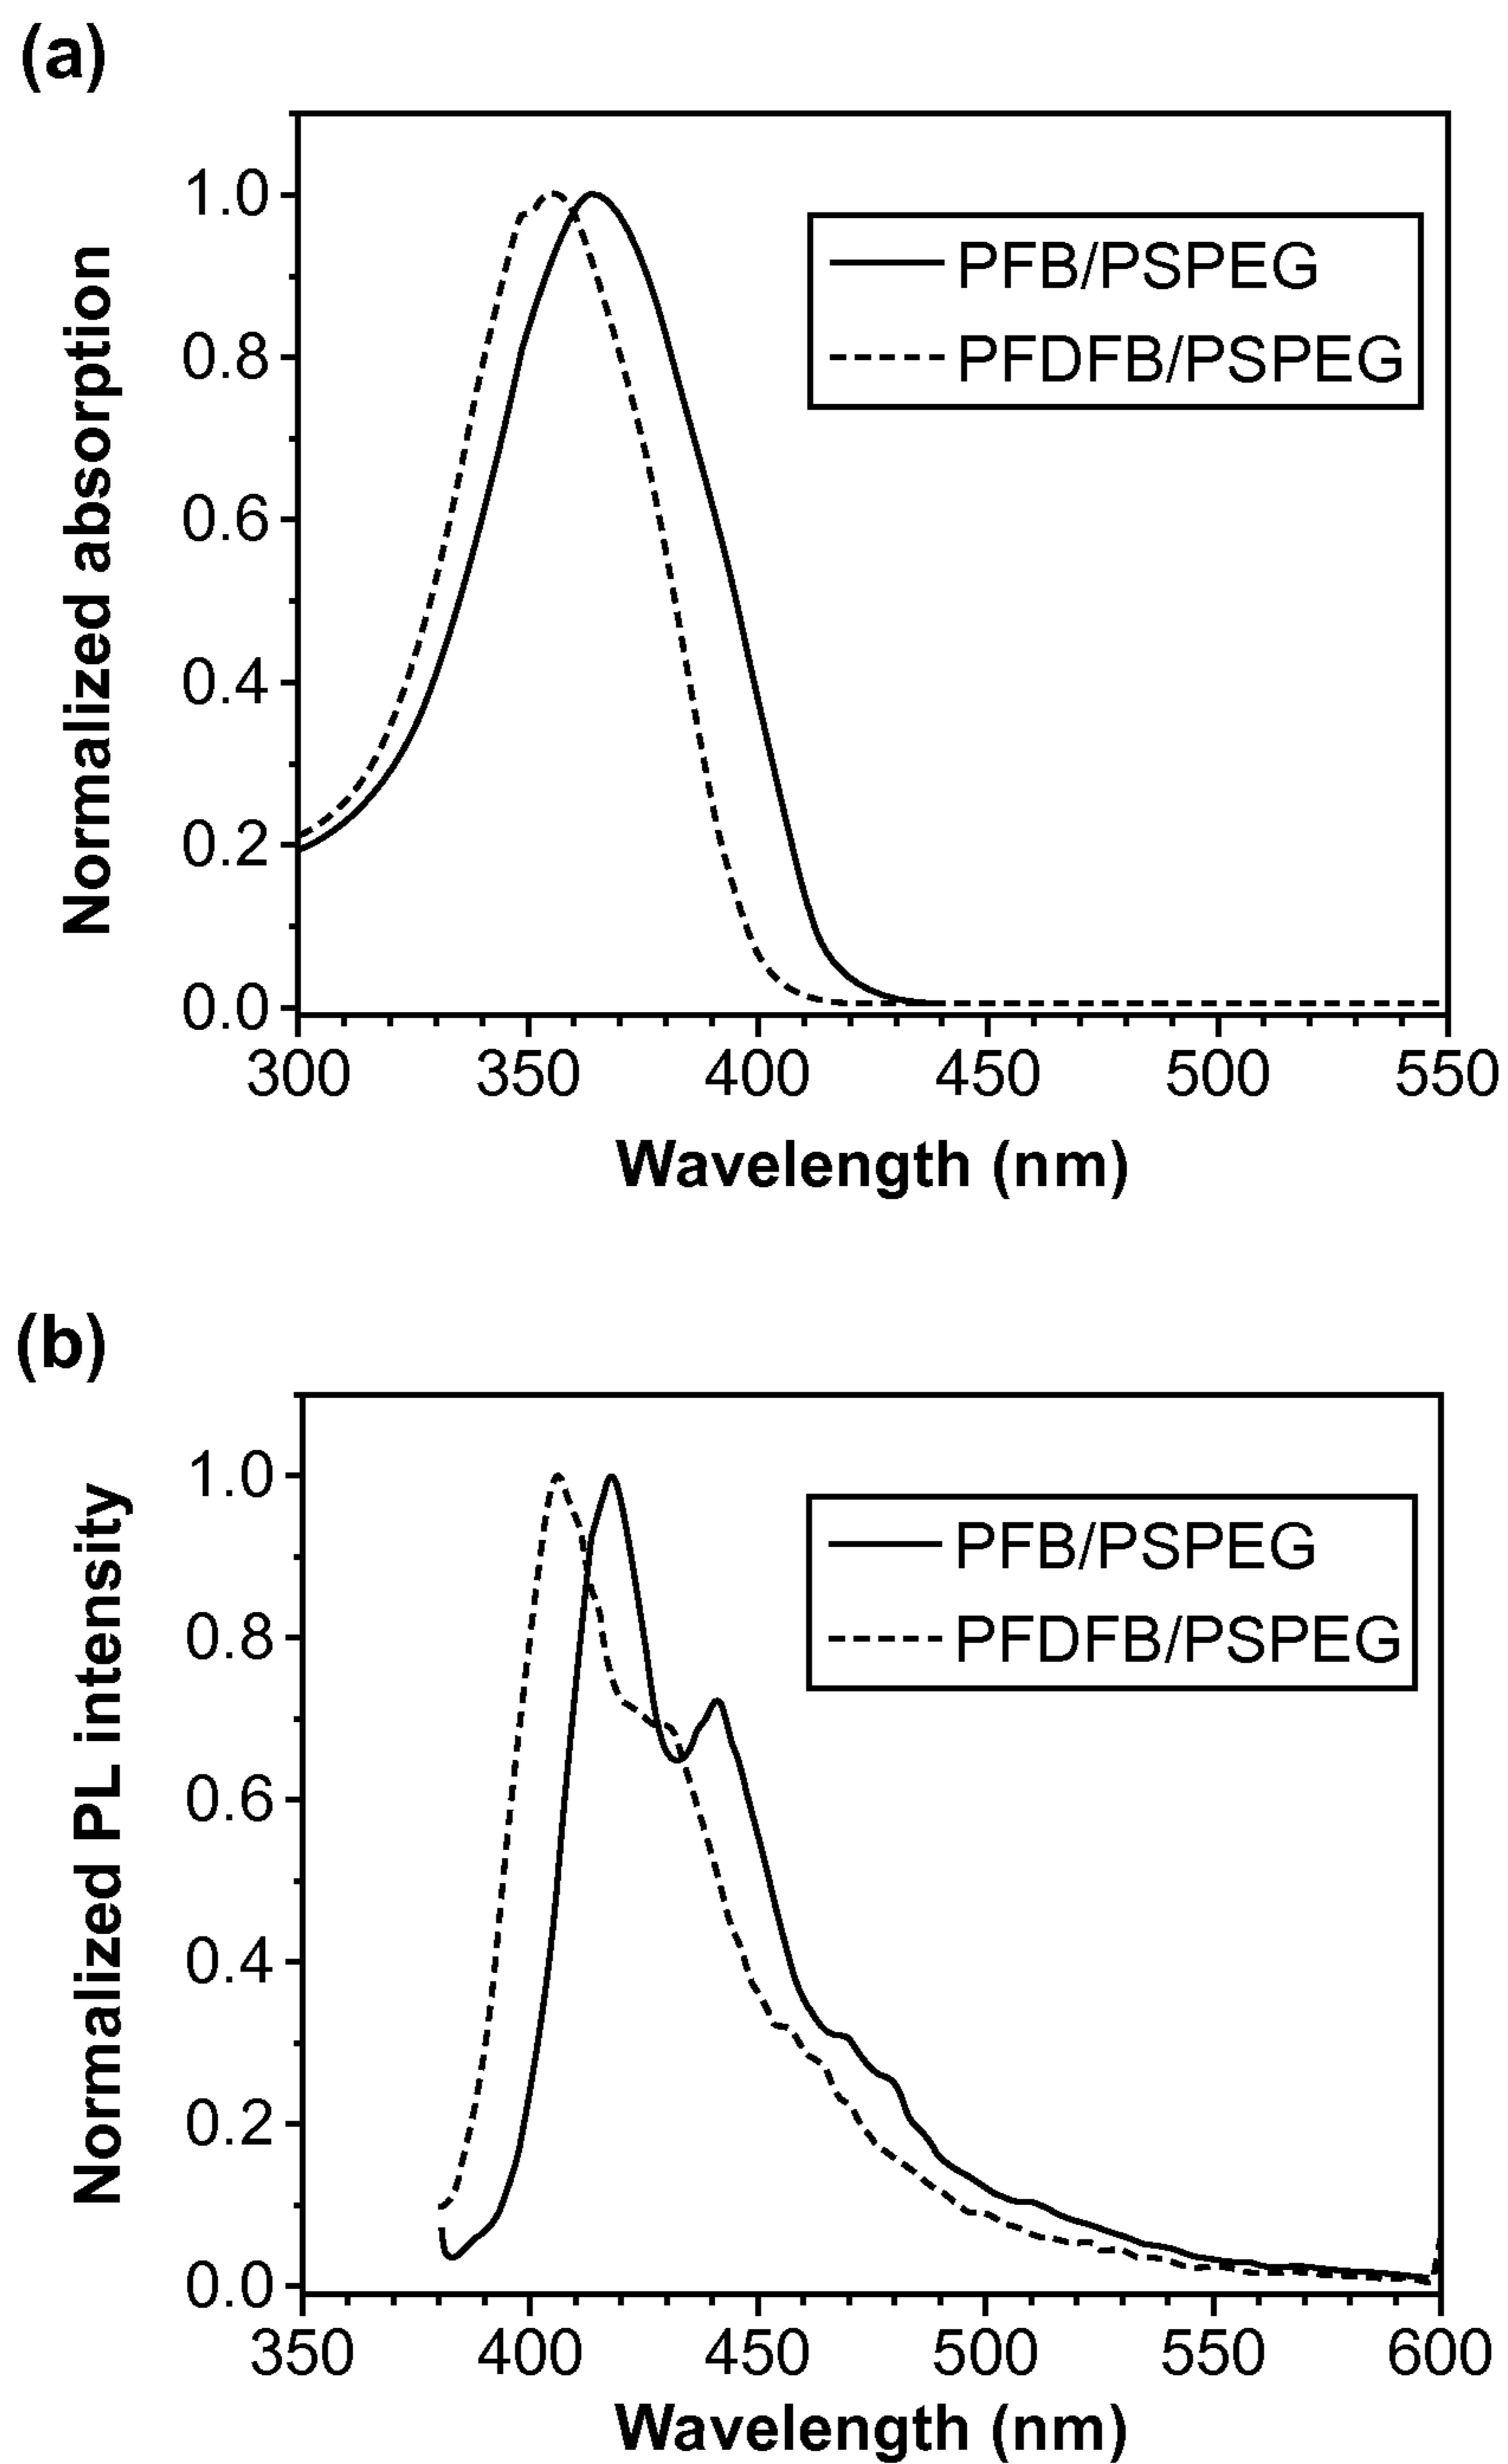 (a)
Normalized absorption
1.0
0.8
0.6
0.4
0.2
0.0
PFB/PSPEG
PFDFB/PSPEG
300 350 400 450 500 550
Wavelength (nm)
(b)
Normalized PL intensity
1.0
0.8
0.6
0.4
0.2
0.0
PFB/PSPEG
PFDFB/PSPEG
350 400 450 500 550 600
Wavelength (nm)